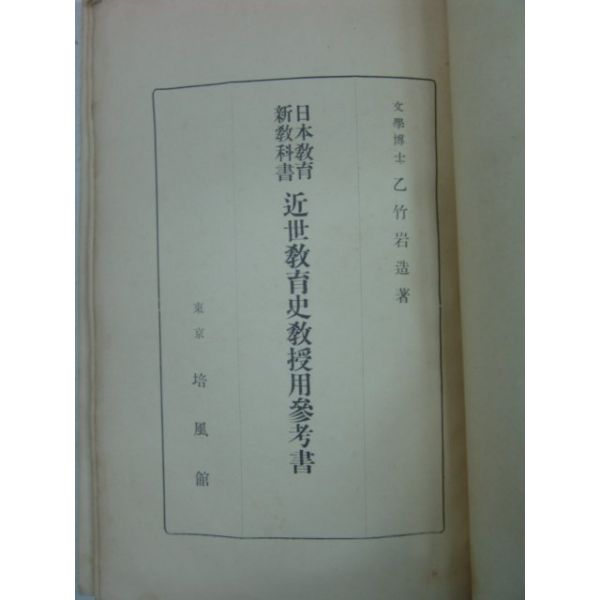 文學博士 乙竹岩造 著
日本教育
新教科書
近世教育史教授用參考書
東京 培風館